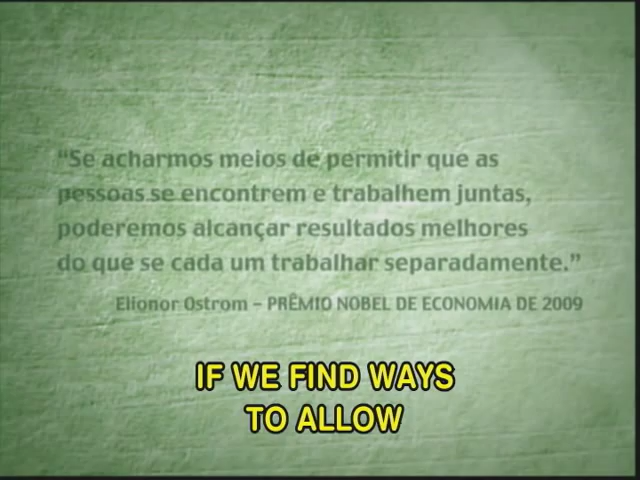 “Se acharmos meios de permitir que as
pessoas se encontrem e trabalhem juntas,
poderemos alcançar resultados melhores
do que se cada um trabalhar separadamente.”
Elionor Ostrom – PRÊMIO NOBEL DE ECONOMIA DE 2009
IF WE FIND WAYS
TO ALLOW